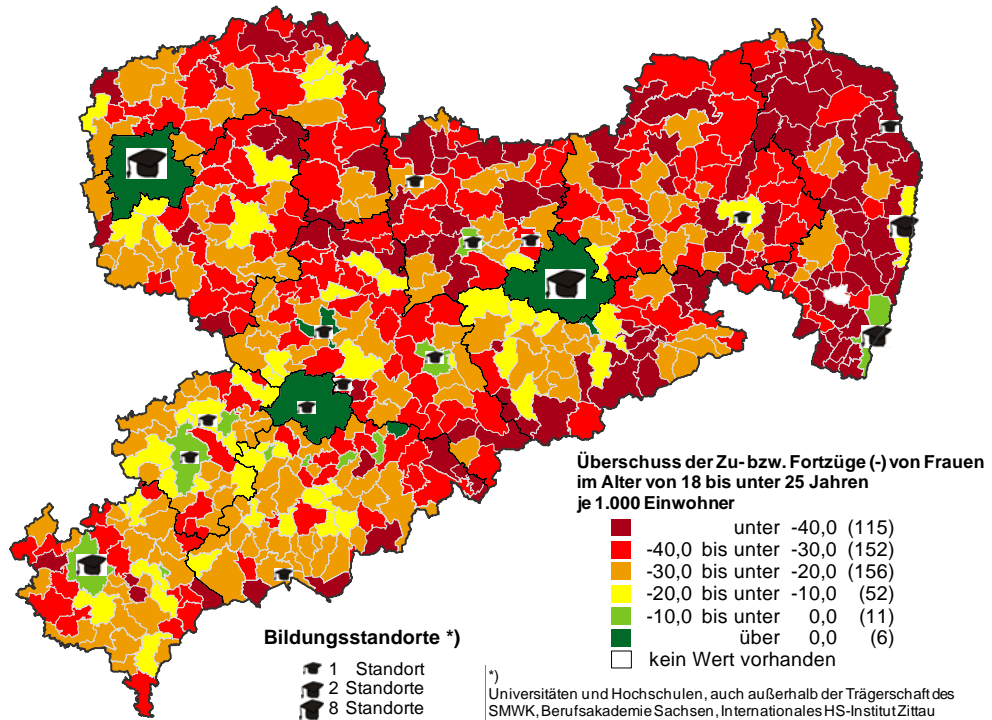 Überschuss der Zu- bzw. Fortzüge (-) von Frauen
im Alter von 18 bis unter 25 Jahren
je 1.000 Einwohner
unter -40,0 (115)
-40,0 bis unter -30,0 (152)
-30,0 bis unter -20,0 (156)
-20,0 bis unter -10,0 (52)
-10,0 bis unter 0,0 (11)
über 0,0 (6)
kein Wert vorhanden
Bildungsstandorte *)
1 Standort
2 Standorte
8 Standorte
*)
Universitäten und Hochschulen, auch außerhalb der Trägerschaft des
SMWK, Berufsakademie Sachsen, Internationales HS-Institut Zittau